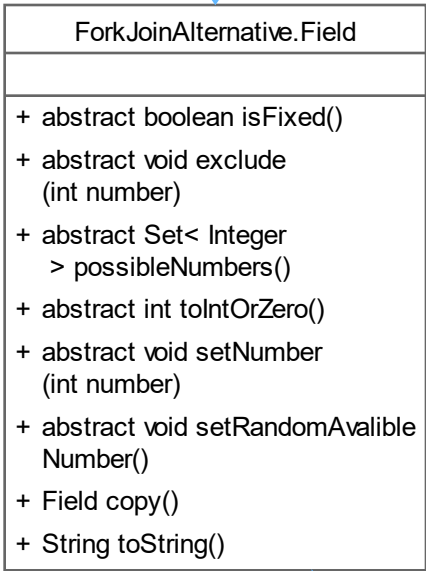 ForkJoinAlternative.Field
+ abstract boolean isFixed()
+ abstract void exclude
(int number)
+ abstract Set< Integer
> possibleNumbers()
+ abstract int toIntOrZero()
+ abstract void setNumber
(int number)
+ abstract void setRandomAvalible
Number()
+ Field copy()
+ String toString()